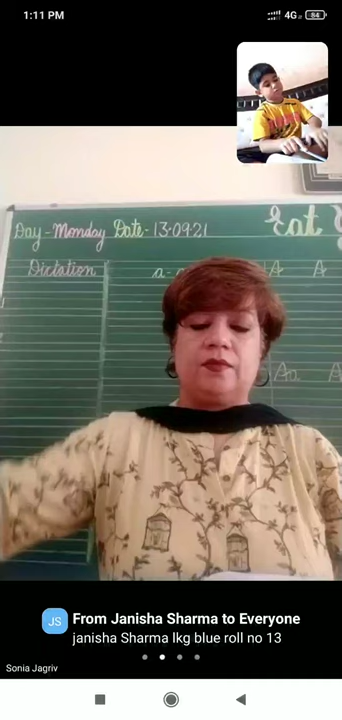 1:11 PM 4G 84
Day - Monday Date - 13.09.21
Eat
Dictation
a -
A A
Aa A
JS From Janisha Sharma to Everyone
janisha Sharma lkg blue roll no 13
Sonia Jagriv